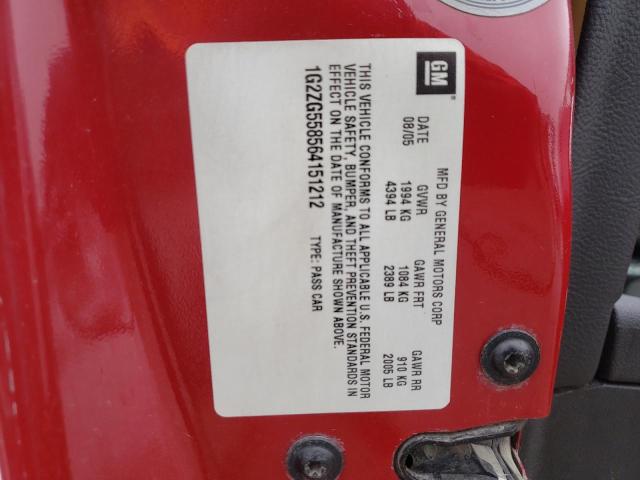 GM
MFD BY GENERAL MOTORS CORP
DATE GVWR GAWR FRT GAWR RR
08/05 1994 KG 1084 KG 910 KG
4394 LB 2389 LB 2005 LB
THIS VEHICLE CONFORMS TO ALL APPLICABLE U.S. FEDERAL MOTOR
VEHICLE SAFETY, BUMPER, AND THEFT PREVENTION STANDARDS IN
EFFECT ON THE DATE OF MANUFACTURE SHOWN ABOVE.
1G2ZG558564151212 TYPE: PASS CAR